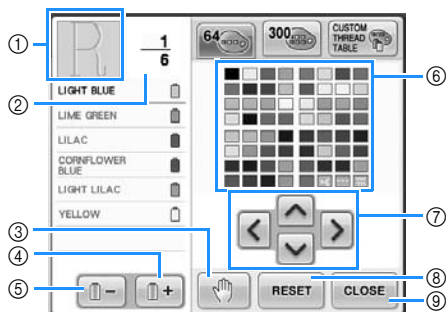 ①
R
1
6
②
64
300
CUSTOM
THREAD
TABLE
LIGHT BLUE
LIME GREEN
LILAC
CORNFLOWER
BLUE
LIGHT LILAC
YELLOW
⑥
⑦
③
④
⑤
−
+
RESET
CLOSE
⑧
⑨